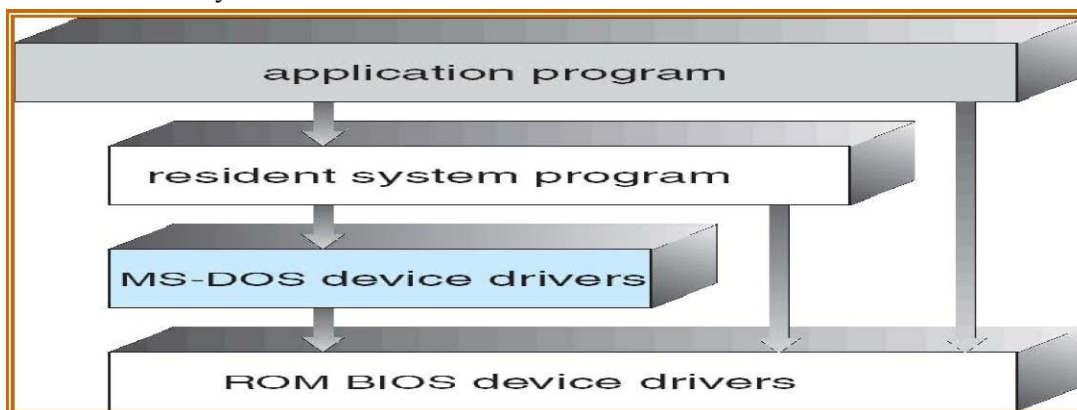 application program
resident system program
MS-DOS device drivers
ROM BIOS device drivers